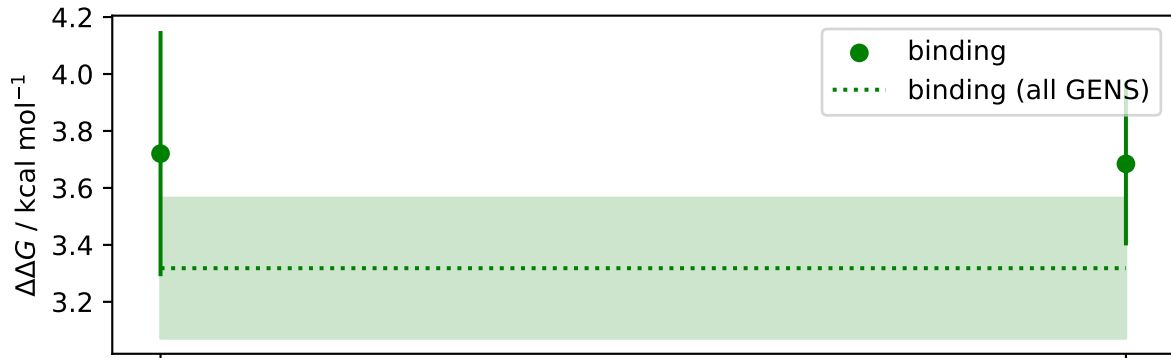 4.2
4.0
3.8
3.6
3.4
3.2
ΔΔG / kcal mol⁻¹
binding
binding (all GENS)